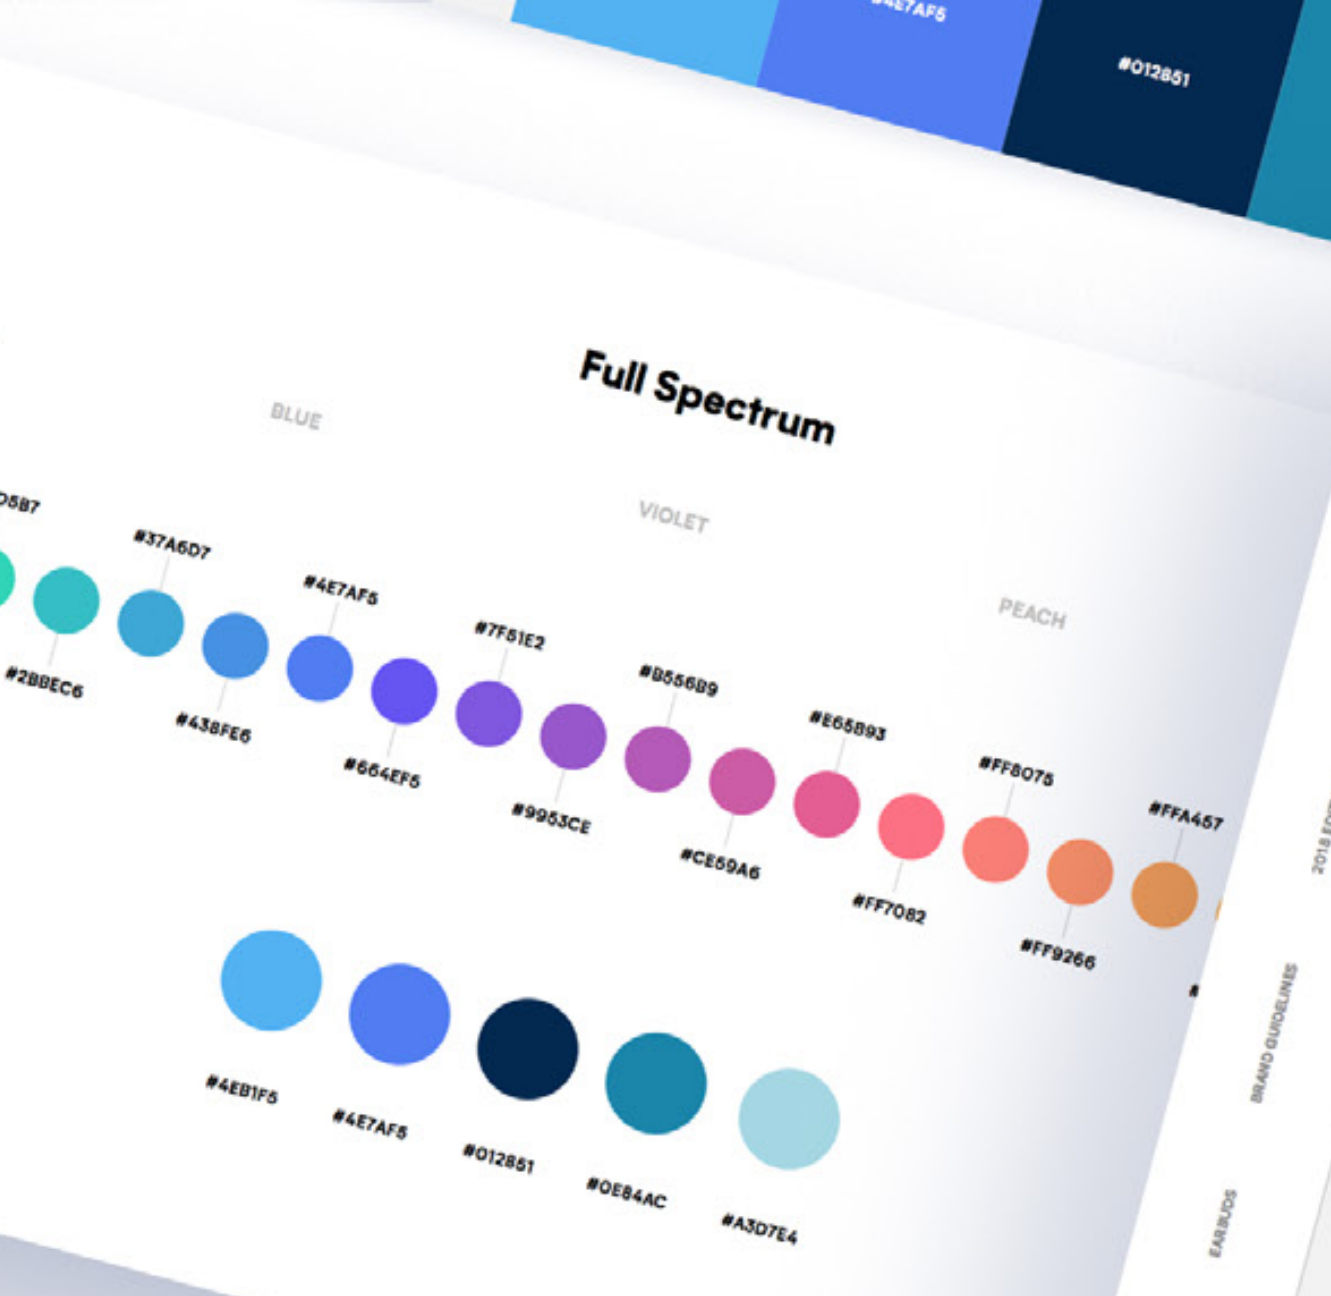 #4E7AF5
#012851
Full Spectrum
BLUE
VIOLET
PEACH
D5B7
#37A6D7
#4E7AF5
#7F51E2
#B556B9
#E65B93
#FF8075
#FFA457
#2BBEC6
#438FE6
#664EF5
#9953CE
#CE59A6
#FF7082
#FF9266
#
#4EB1F5
#4E7AF5
#012851
#0E84AC
#A3D7E4
BRAND GUIDELINES
EARBUDS